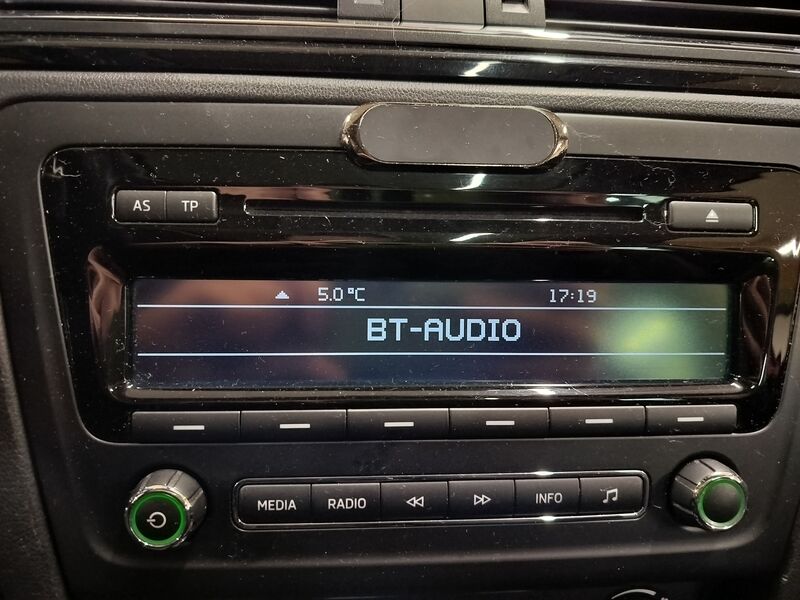 AS TP
5.0°C 17:19
BT-AUDIO
MEDIA RADIO INFO